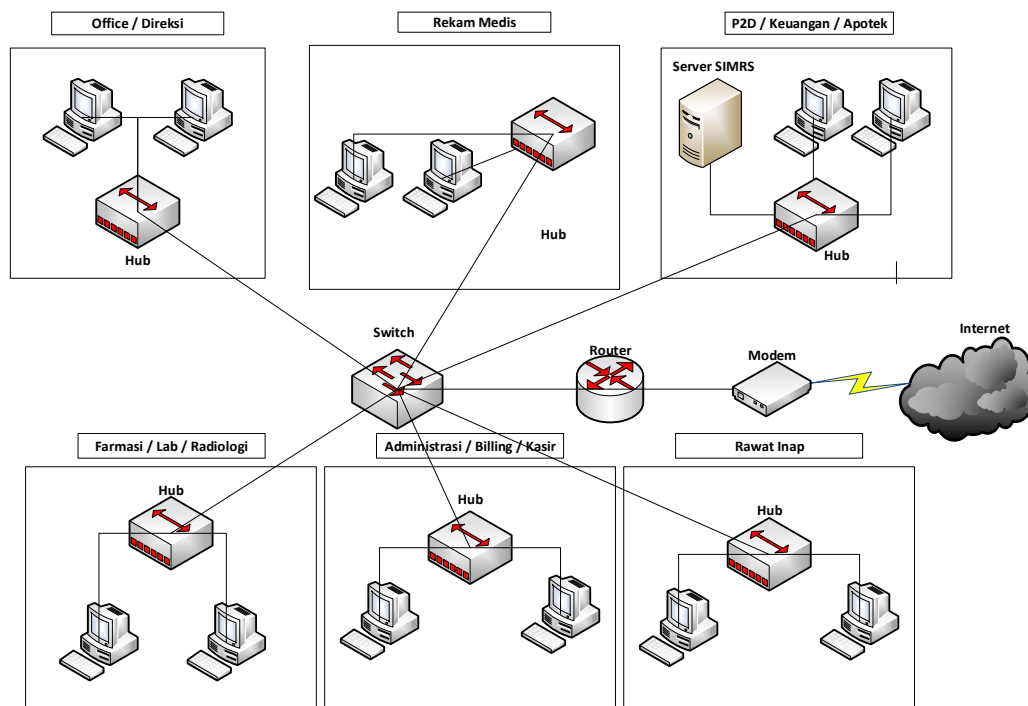 Office / Direksi
Rekam Medis
P2D / Keuangan / Apotek
Server SIMRS
Hub
Hub
Hub
Switch
Router
Modem
Internet
Farmasi / Lab / Radiologi
Administrasi / Billing / Kasir
Rawat Inap
Hub
Hub
Hub